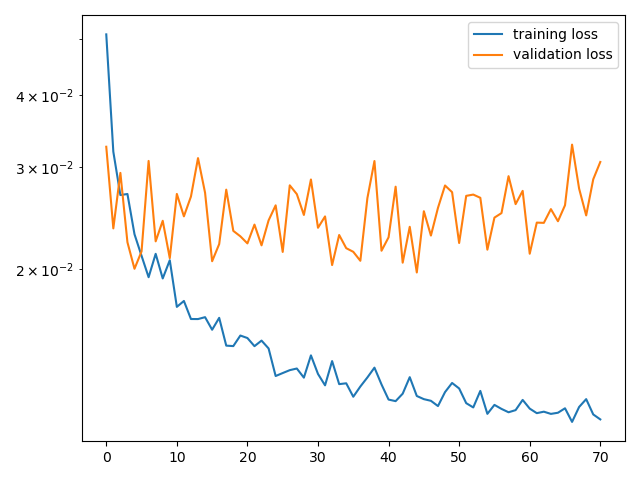 training loss
validation loss
4 × 10⁻²
3 × 10⁻²
2 × 10⁻²
0 10 20 30 40 50 60 70